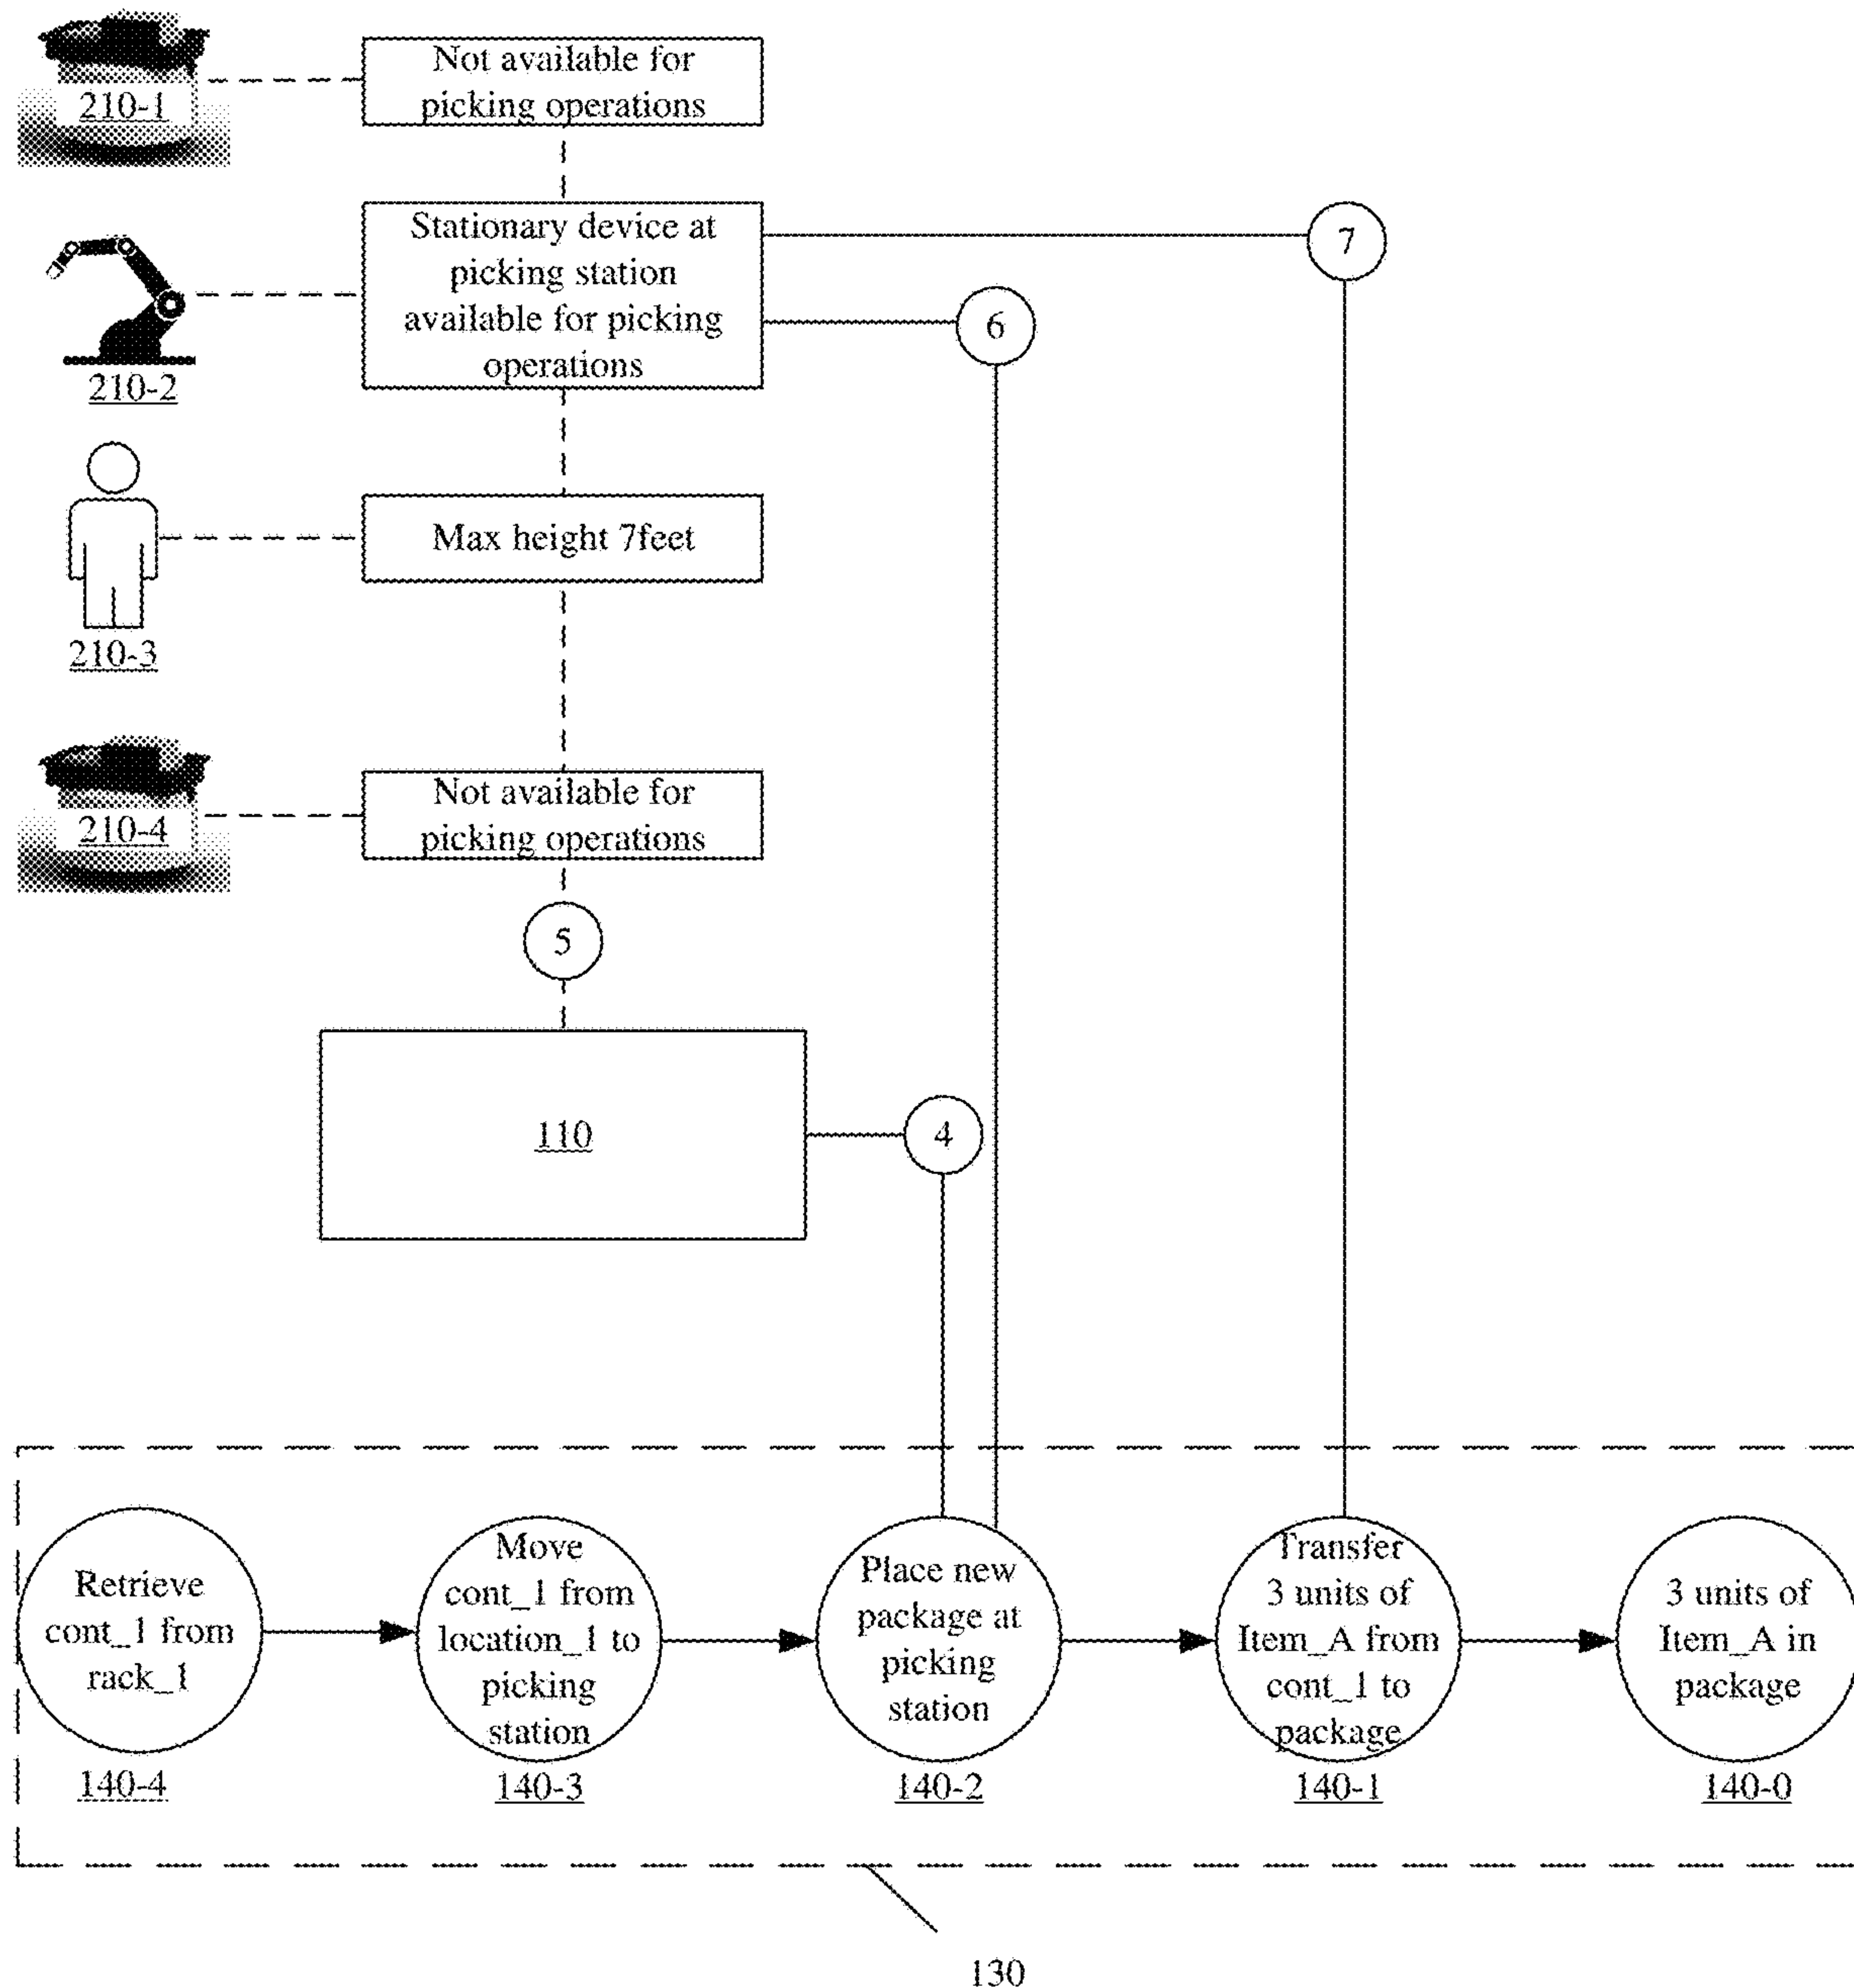 210-1
Not available for
picking operations
210-2
Stationary device at
picking station
available for picking
operations
7
6
210-3
Max height 7feet
210-4
Not available for
picking operations
5
110
4
Retrieve
cont_1 from
rack_1
140-4
Move
cont_1 from
location_1 to
picking
station
140-3
Place new
package at
picking
station
140-2
Transfer
3 units of
Item_A from
cont_1 to
package
140-1
3 units of
Item_A in
package
140-0
130